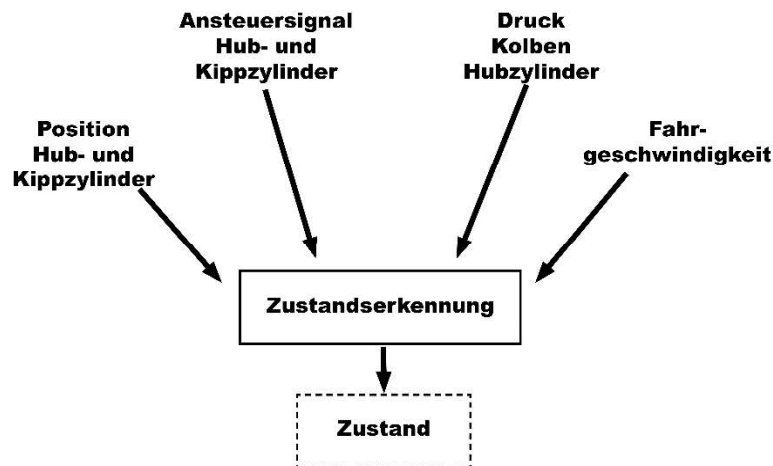 Ansteuersignal
Hub- und
Kippzylinder
Druck
Kolben
Hubzylinder
Position
Hub- und
Kippzylinder
Fahr-
geschwindigkeit
Zustandserkennung
Zustand